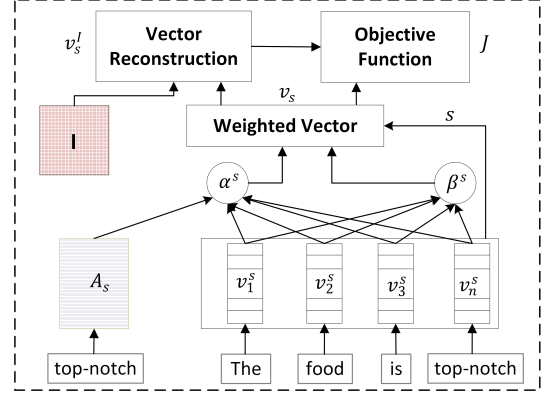 v_s^I
Vector Reconstruction
Objective Function
J
v_s
I
Weighted Vector
s
α^s
β^s
A_s
v_1^s
v_2^s
v_3^s
v_n^s
top-notch
The
food
is
top-notch